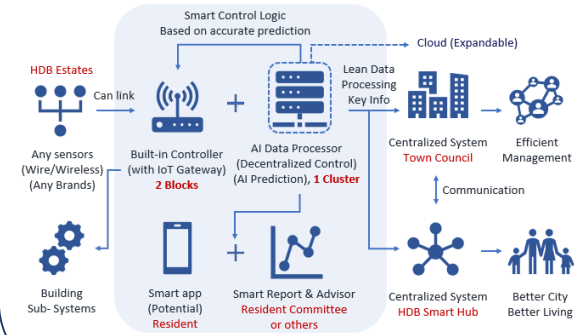 Smart Control Logic
Based on accurate prediction
Cloud (Expandable)
HDB Estates
Can link
Lean Data
Processing
Key Info
Any sensors
(Wire/Wireless)
(Any Brands)
Built-in Controller
(with IoT Gateway)
2 Blocks
AI Data Processor
(Decentralized Control)
(AI Prediction), 1 Cluster
Centralized System
Town Council
Efficient
Management
Communication
Building
Sub- Systems
Smart app
(Potential)
Resident
Smart Report & Advisor
Resident Committee
or others
Centralized System
HDB Smart Hub
Better City
Better Living